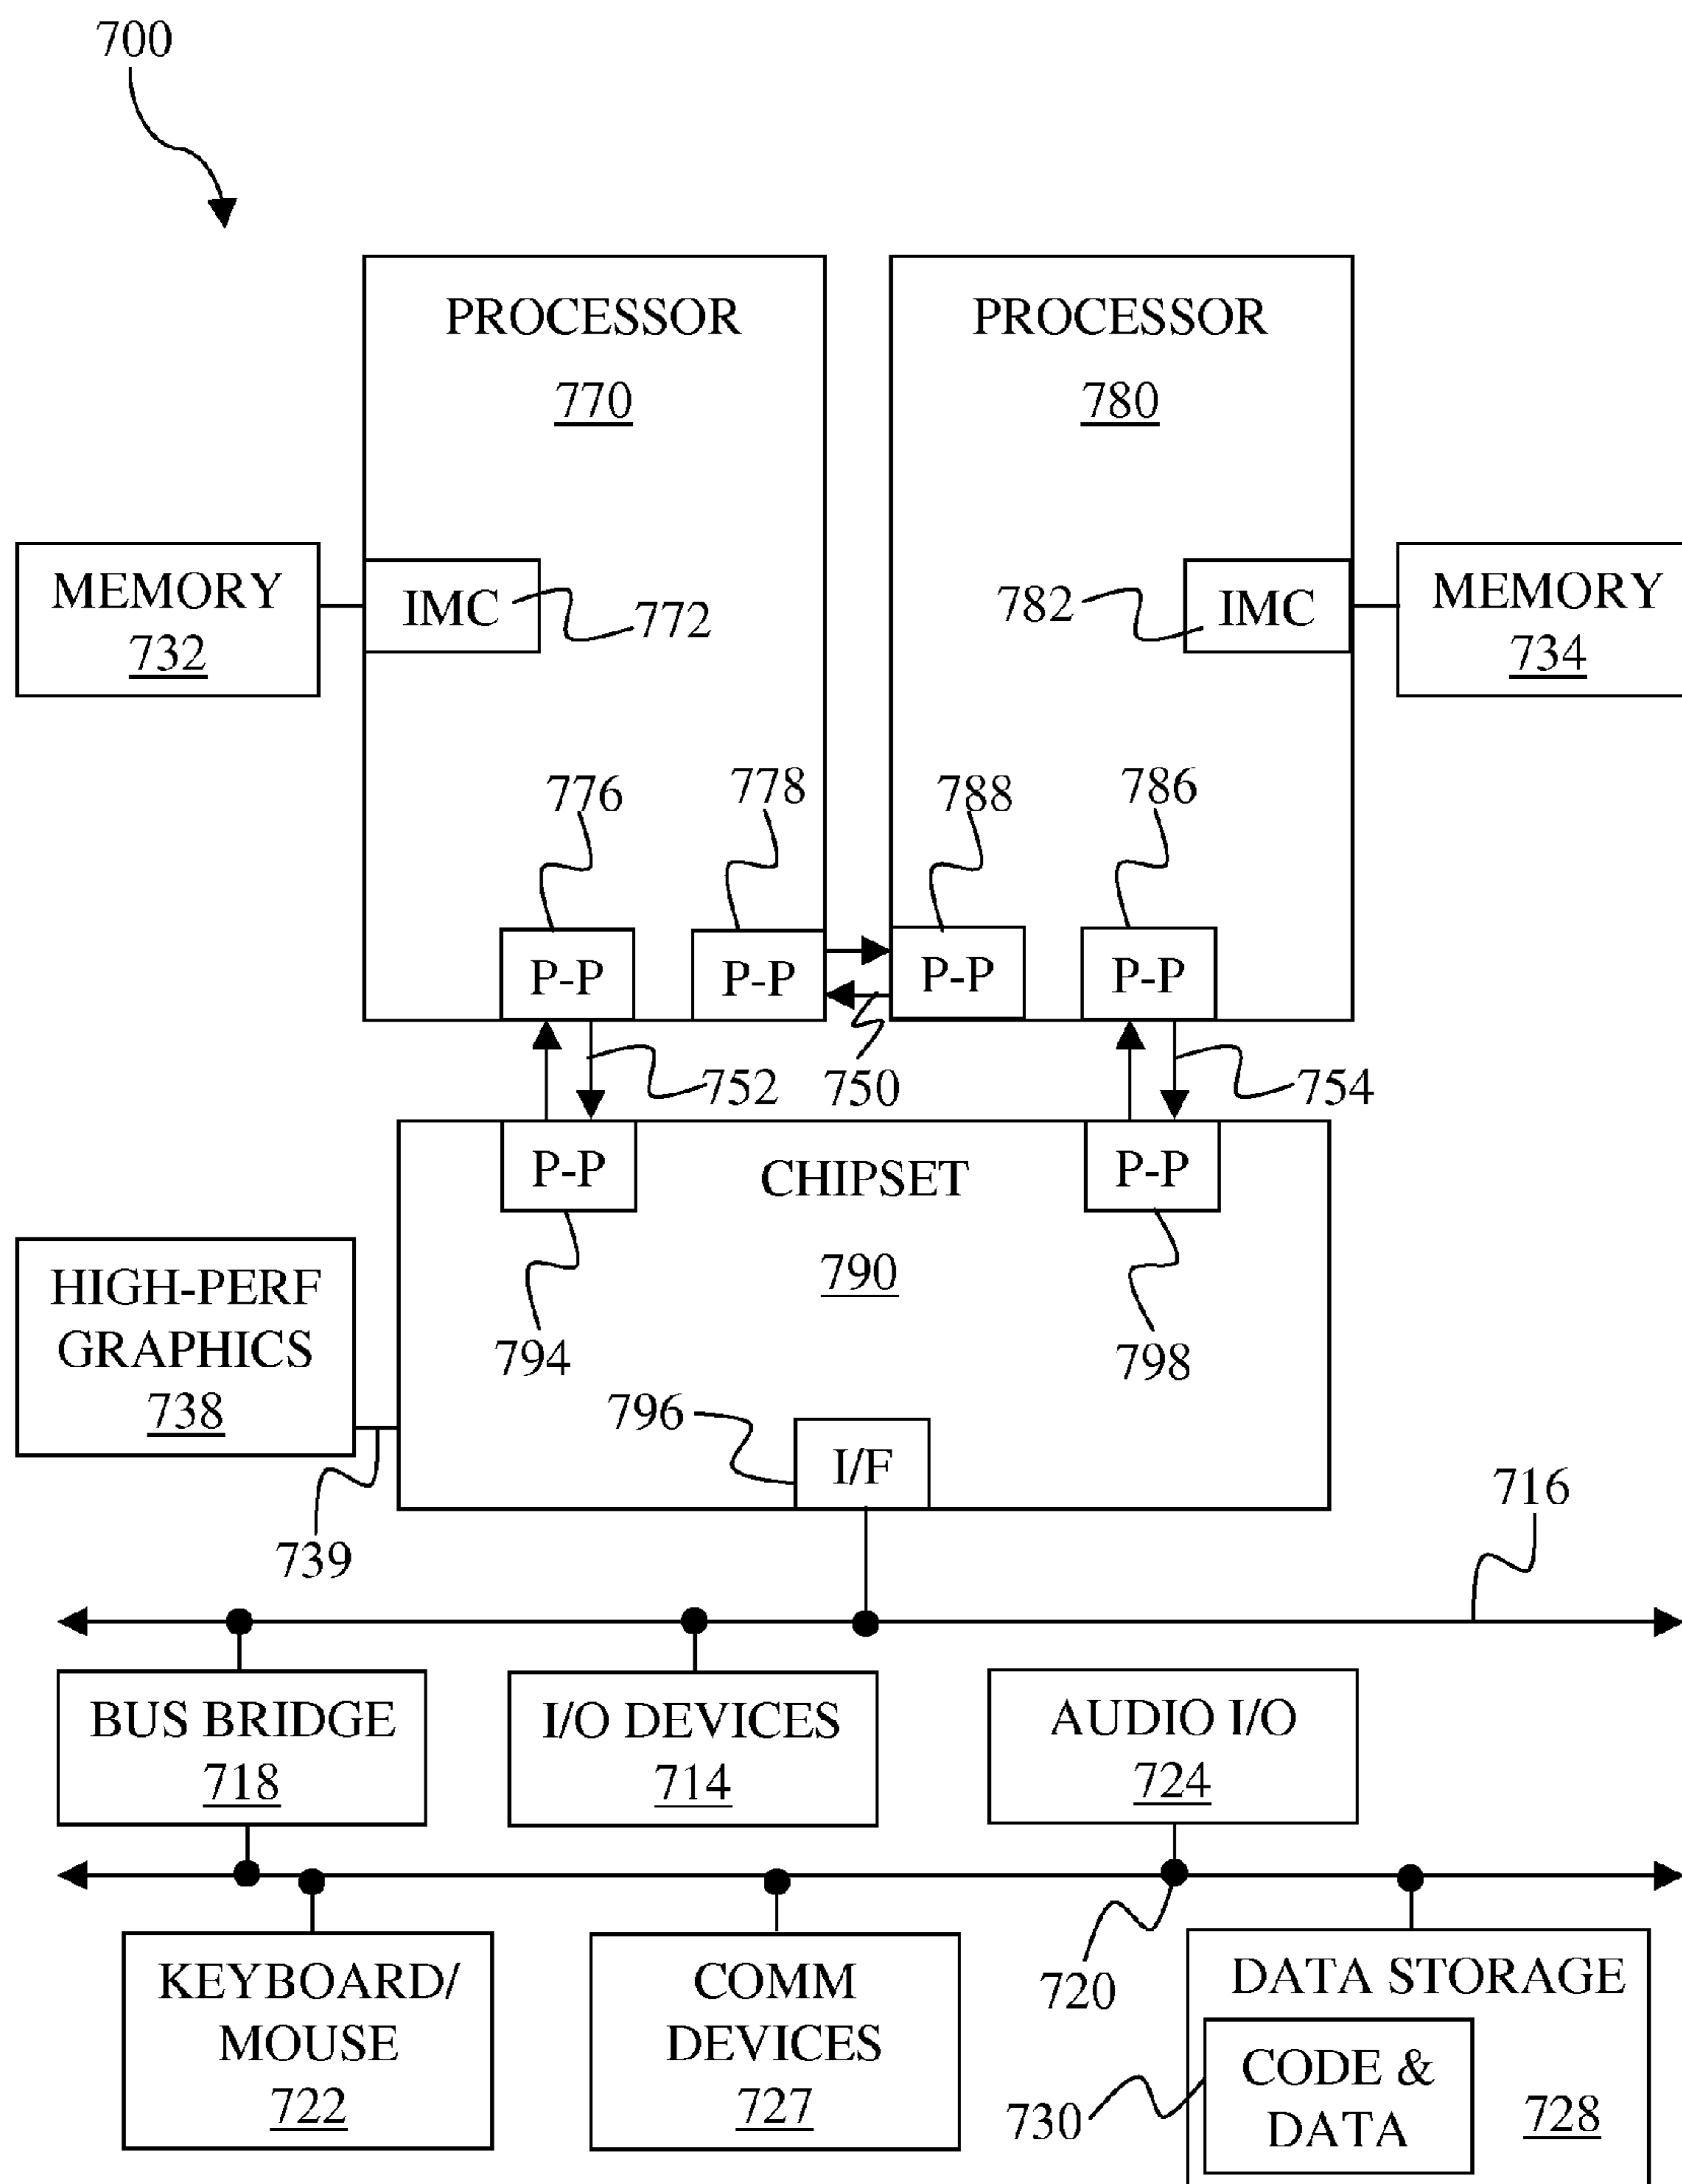 700
PROCESSOR
770
PROCESSOR
780
MEMORY
732
IMC
772
782
IMC
MEMORY
734
776
778
788
786
P-P
P-P
P-P
P-P
752
750
754
P-P
CHIPSET
P-P
790
794
798
HIGH-PERF
GRAPHICS
738
796
I/F
739
716
BUS BRIDGE
718
I/O DEVICES
714
AUDIO I/O
724
720
KEYBOARD/
MOUSE
722
COMM
DEVICES
727
DATA STORAGE
730
CODE &
DATA
728